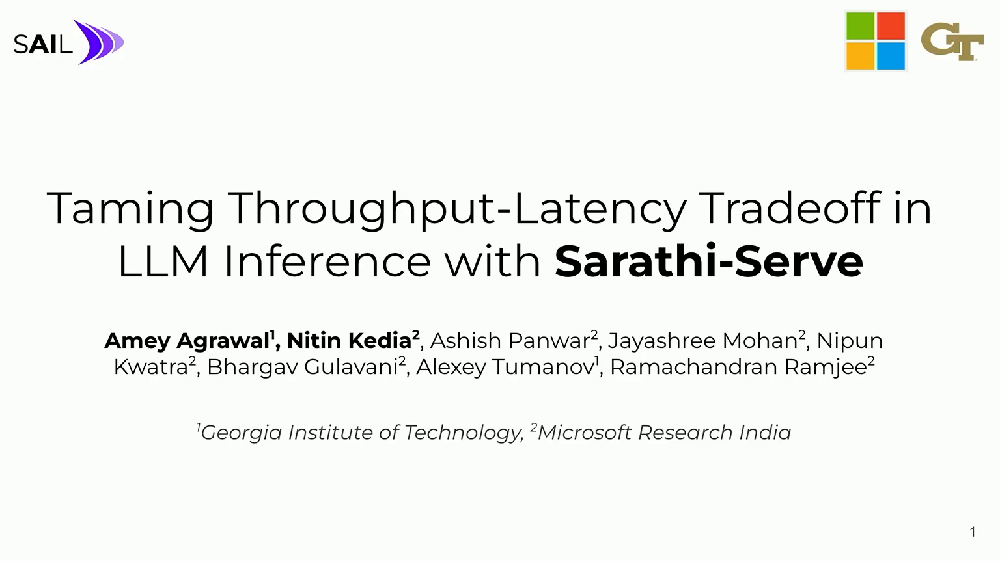 SAIL
GT
Taming Throughput-Latency Tradeoff in
LLM Inference with Sarathi-Serve
Amey Agrawal¹, Nitin Kedia², Ashish Panwar², Jayashree Mohan², Nipun
Kwatra², Bhargav Gulavani², Alexey Tumanov¹, Ramachandran Ramjee²
¹Georgia Institute of Technology, ²Microsoft Research India
1